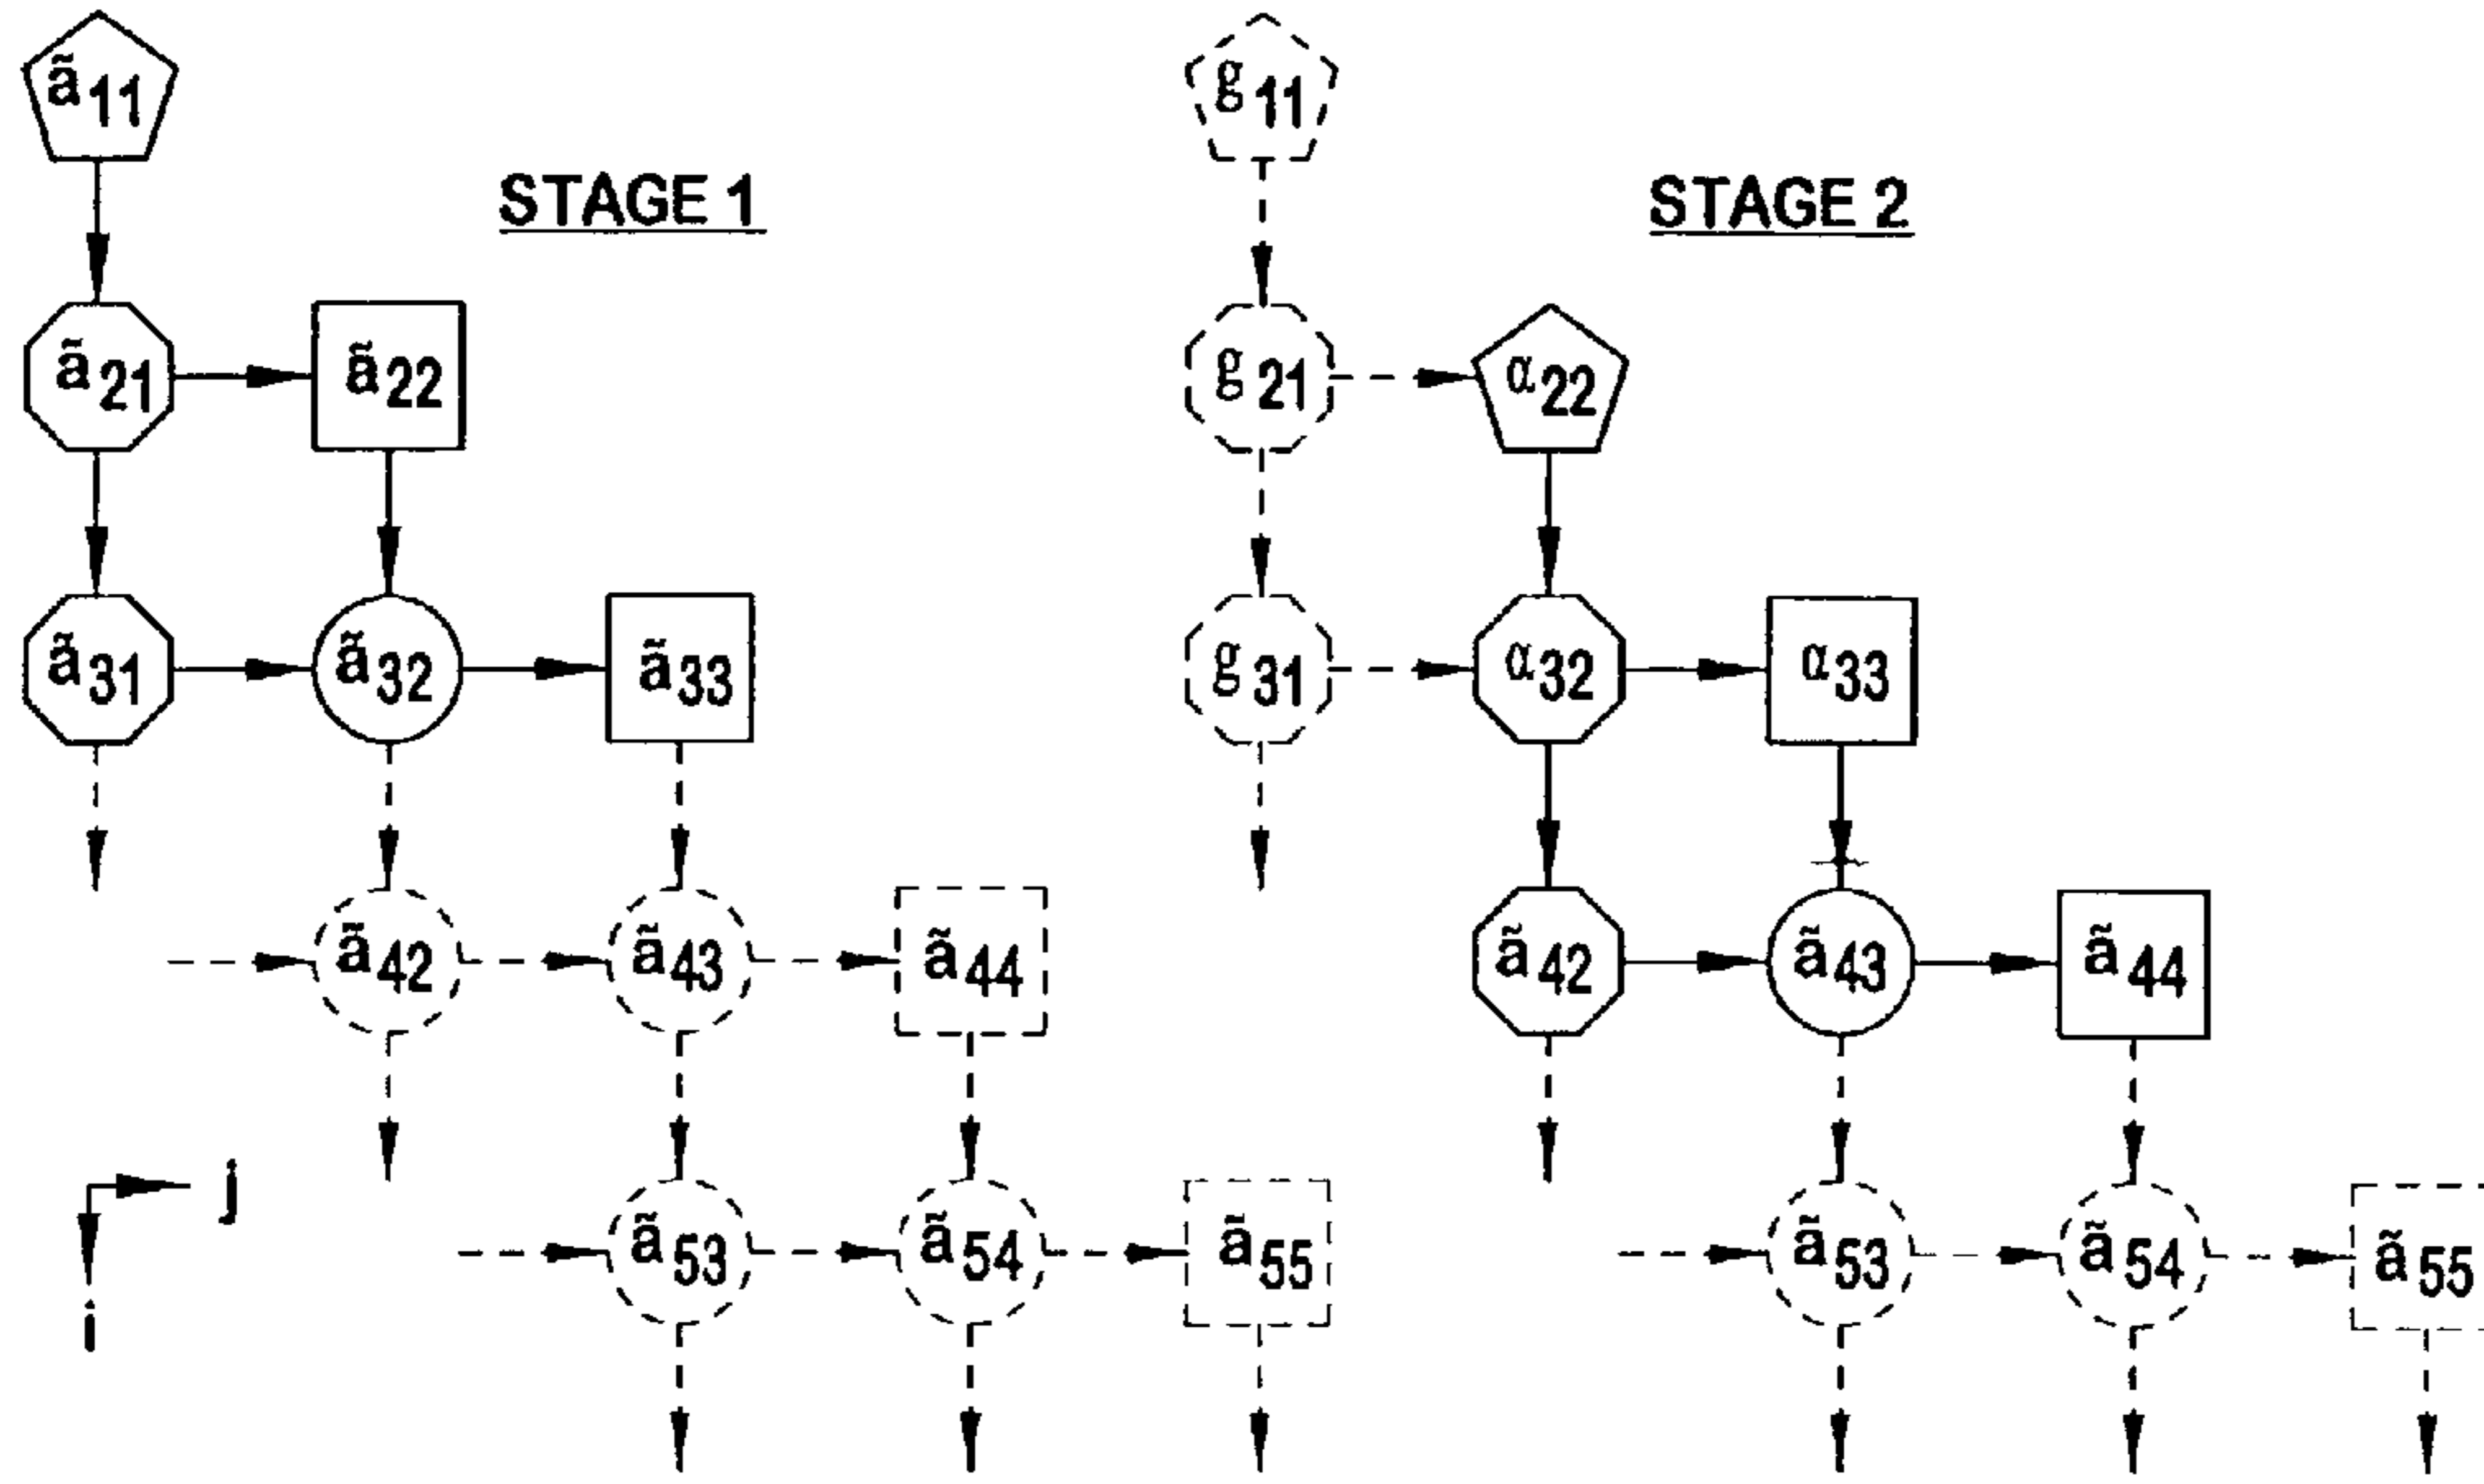 ã11 g11
STAGE 1 STAGE 2
ã21 ã22 g21 α22
ã31 ã32 ã33 g31 α32 α33
ã42 ã43 ã44 ã42 ã43 ã44
j
ã53 ã54 ã55 ã53 ã54 ã55
i